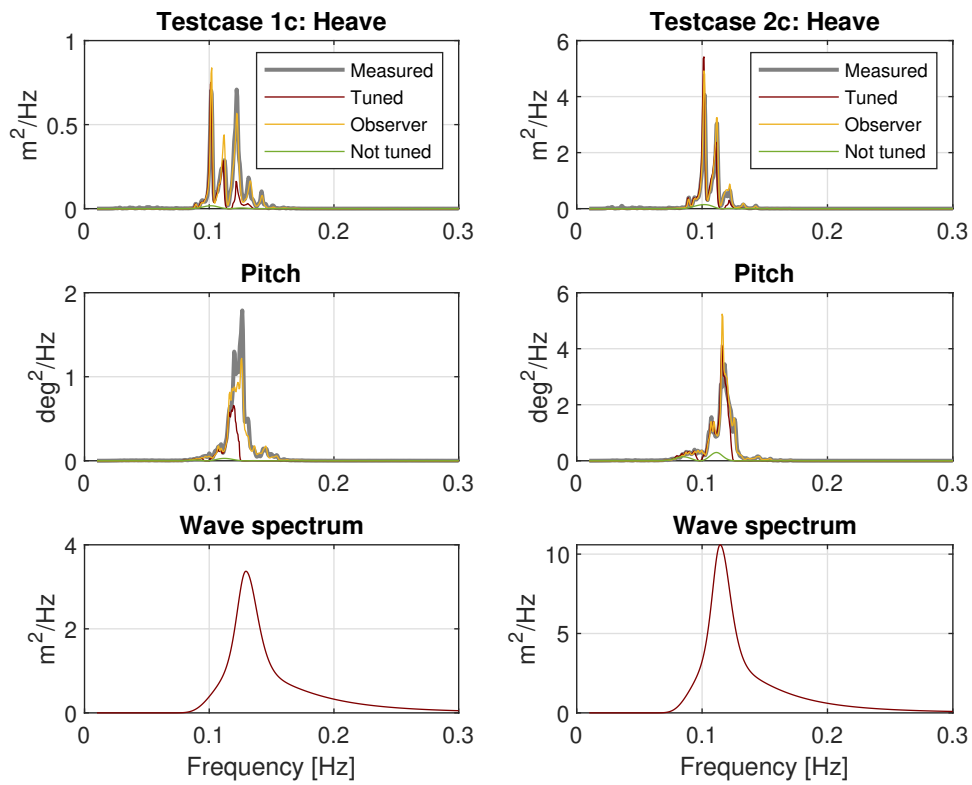 Testcase 1c: Heave
m²/Hz
1
0.5
0
0 0.1 0.2 0.3
Measured
Tuned
Observer
Not tuned
Testcase 2c: Heave
m²/Hz
6
4
2
0
0 0.1 0.2 0.3
Measured
Tuned
Observer
Not tuned
Pitch
deg²/Hz
2
1
0
0 0.1 0.2 0.3
Pitch
deg²/Hz
6
4
2
0
0 0.1 0.2 0.3
Wave spectrum
m²/Hz
4
2
0
0 0.1 0.2 0.3
Frequency [Hz]
Wave spectrum
m²/Hz
10
5
0
0 0.1 0.2 0.3
Frequency [Hz]